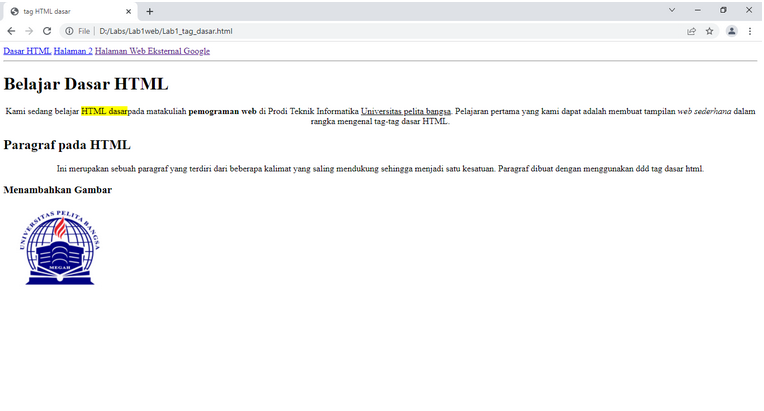 tag HTML dasar
File D:/Labs/Lab1web/Lab1_tag_dasar.html
Dasar HTML Halaman 2 Halaman Web Eksternal Google
Belajar Dasar HTML
Kami sedang belajar HTML dasarpada matakuliah pemograman web di Prodi Teknik Informatika Universitas pelita bangsa. Pelajaran pertama yang kami dapat adalah membuat tampilan web sederhana dalam
rangka mengenal tag-tag dasar HTML.
Paragraf pada HTML
Ini merupakan sebuah paragraf yang terdiri dari beberapa kalimat yang saling mendukung sehingga menjadi satu kesatuan. Paragraf dibuat dengan menggunakan ddd tag dasar html.
Menambahkan Gambar
UNIVERSITAS PELITA BANGSA
MEGAH